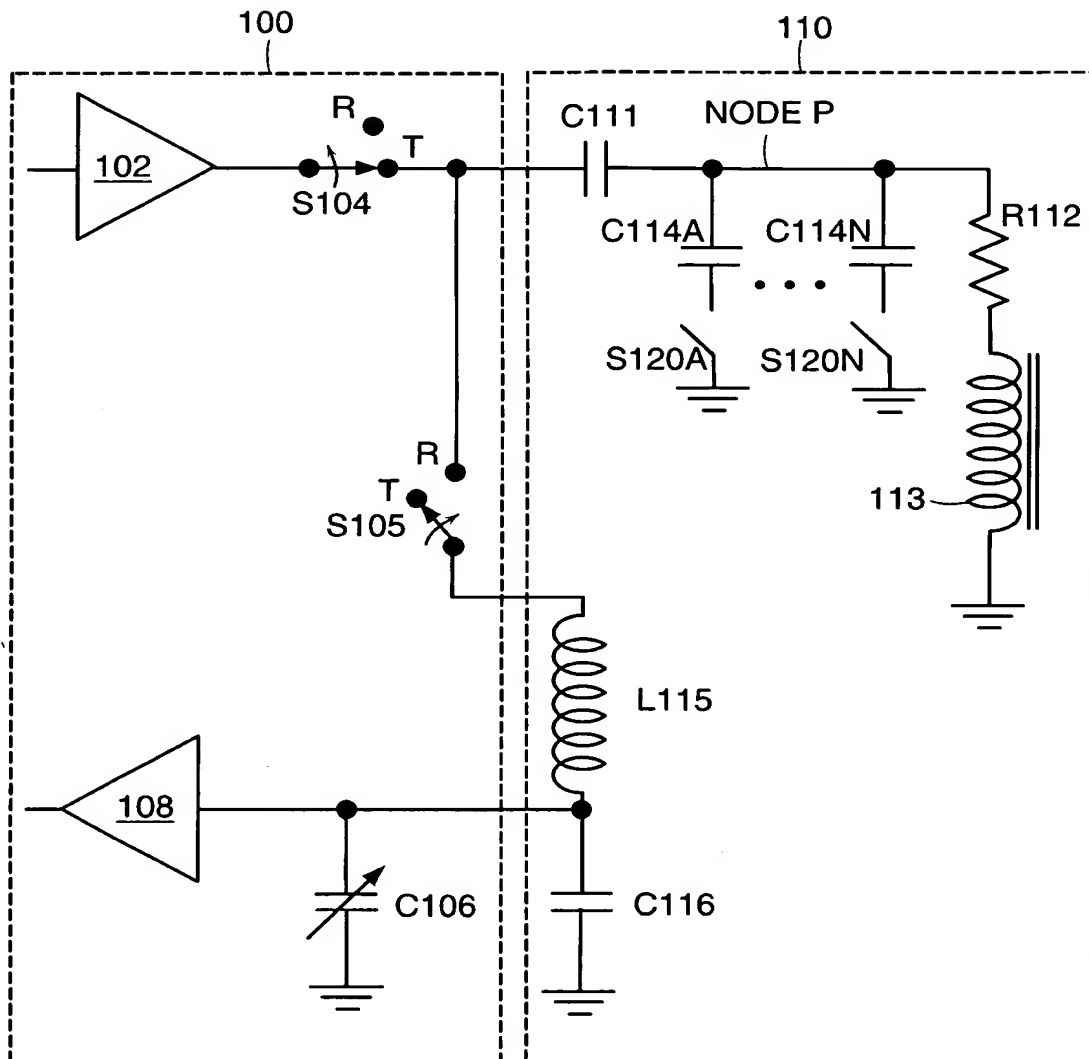 100
110
102
R
T
S104
C111
NODE P
C114A
C114N
R112
S120A
S120N
113
R
T
S105
L115
108
C106
C116